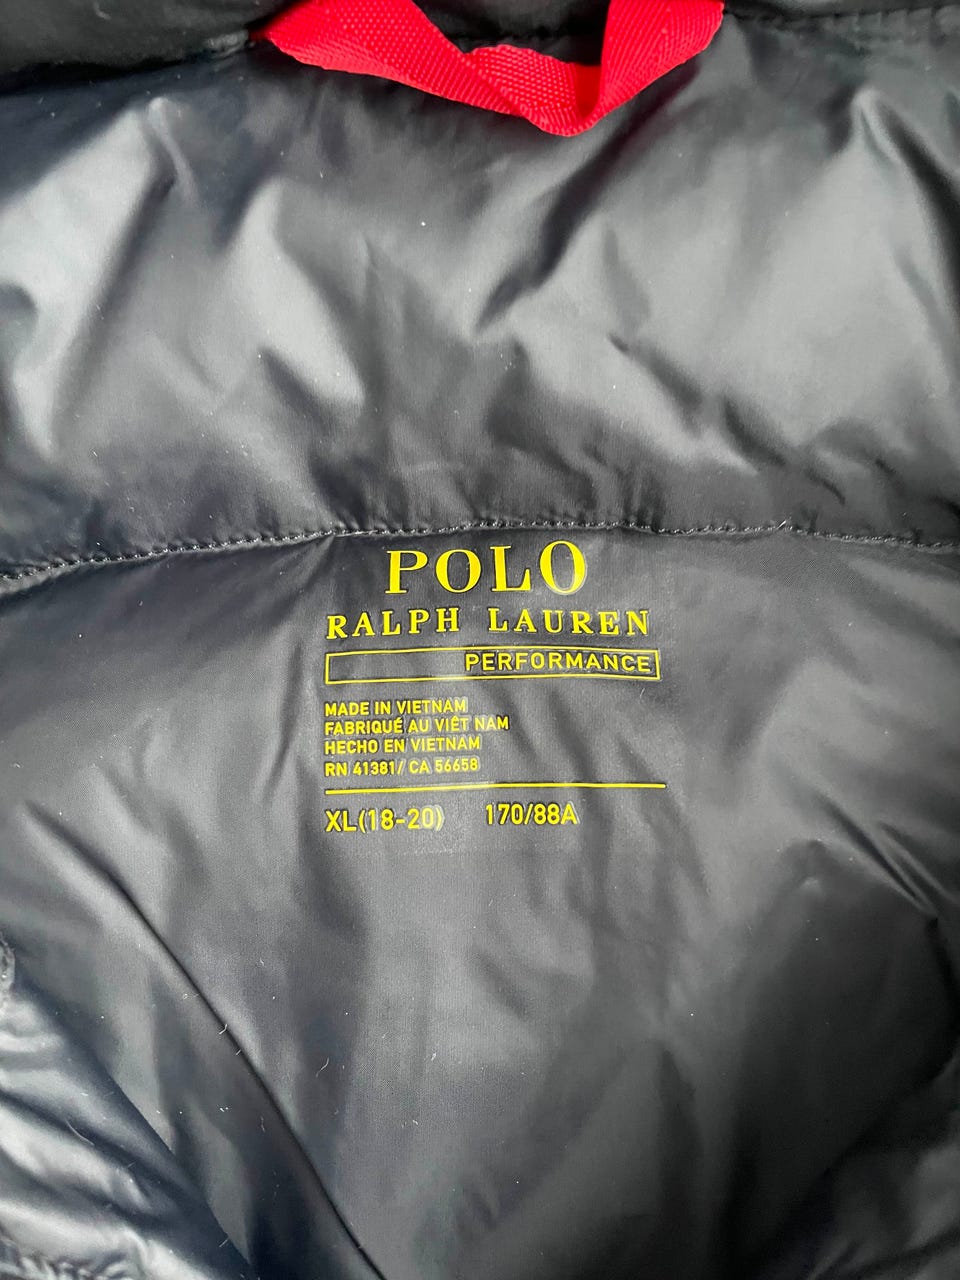 POLO
RALPH LAUREN
PERFORMANCE
MADE IN VIETNAM
FABRIQUÉ AU VIÊT NAM
HECHO EN VIETNAM
RN 41381/ CA 56658
XL(18-20) 170/88A